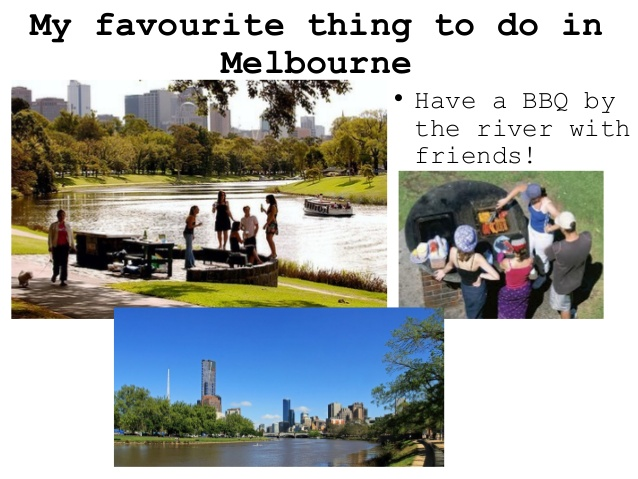 My favourite thing to do in
Melbourne
• Have a BBQ by
the river with
friends!